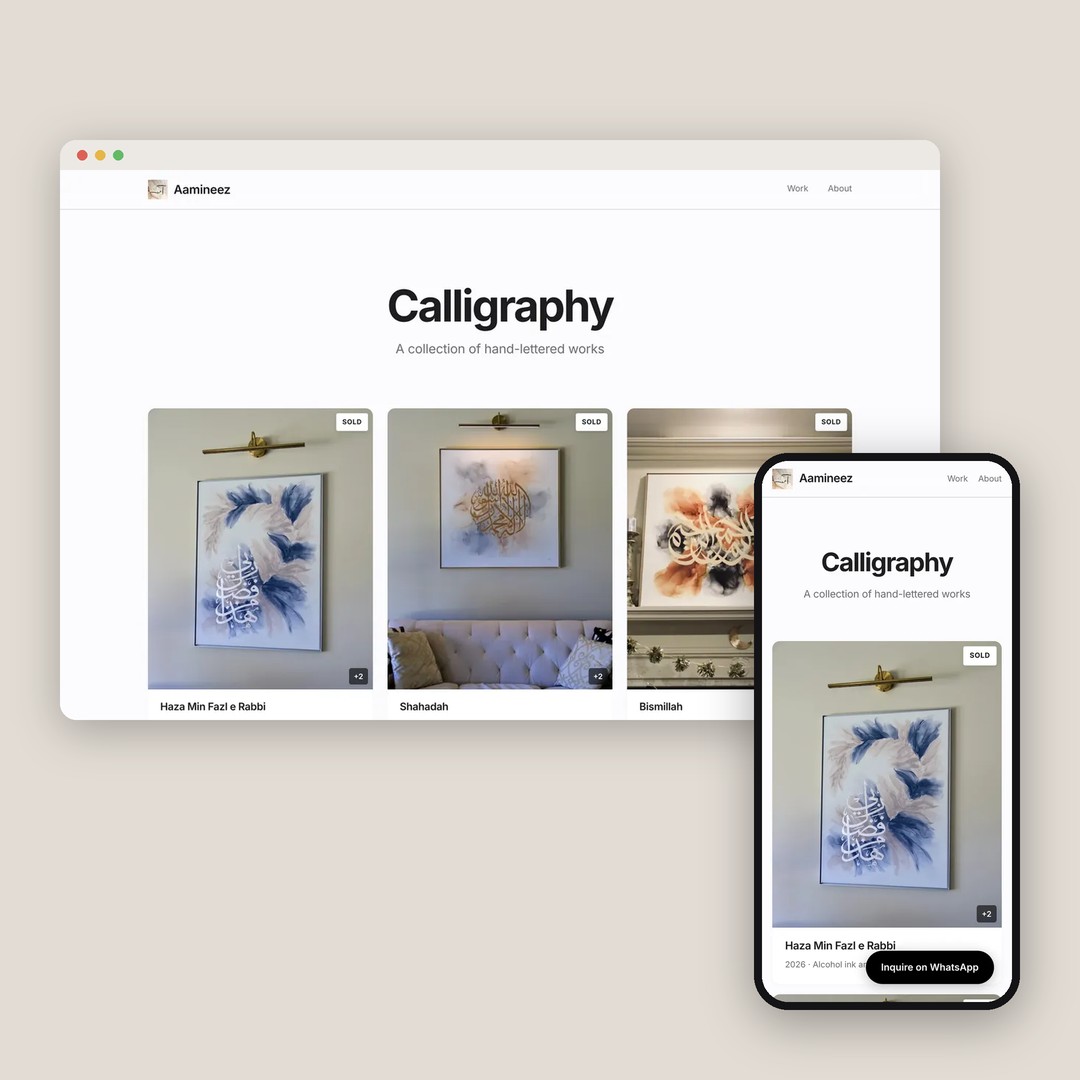 Aamineez
Work About
Calligraphy
A collection of hand-lettered works
SOLD
SOLD
SOLD
+2
+2
Haza Min Fazl e Rabbi
Shahadah
Bismillah
Aamineez
Work About
Calligraphy
A collection of hand-lettered works
SOLD
+2
Haza Min Fazl e Rabbi
2026 · Alcohol ink
Inquire on WhatsApp